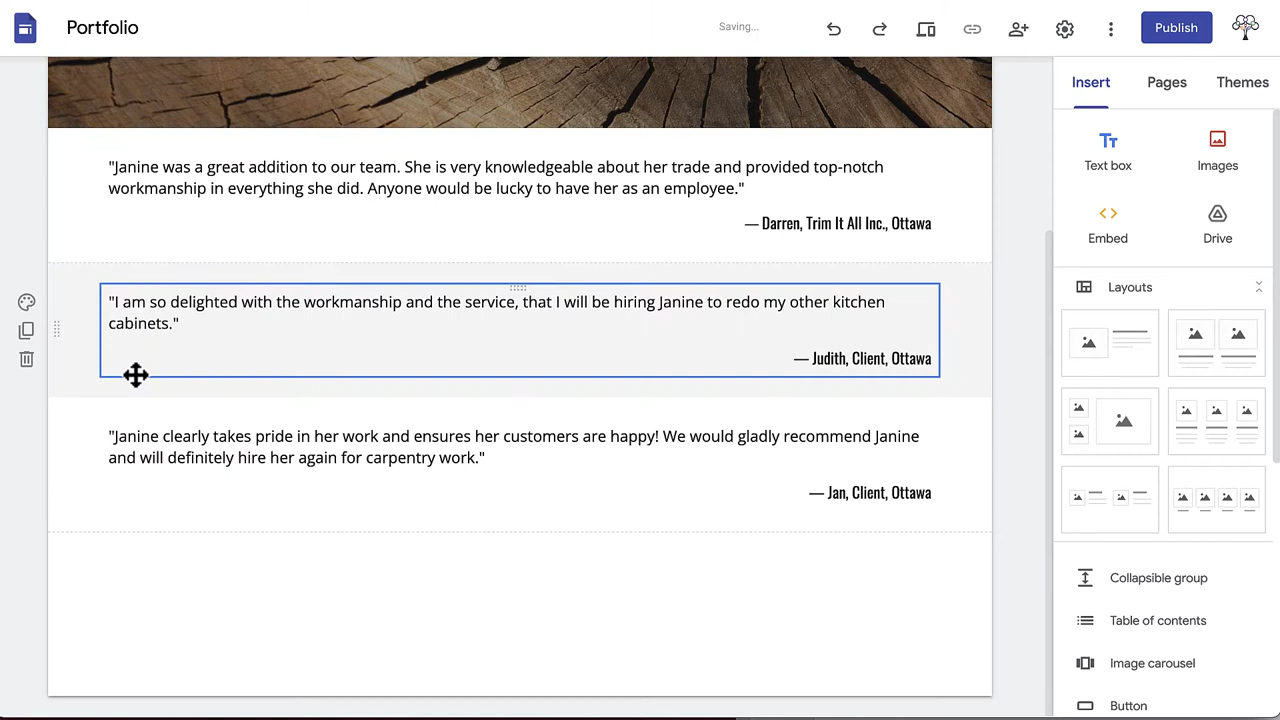 Portfolio
Saving...
Publish
Insert
Pages
Themes
Text box
Images
Embed
Drive
Layouts
Collapsible group
Table of contents
Image carousel
Button
"Janine was a great addition to our team. She is very knowledgeable about her trade and provided top-notch
workmanship in everything she did. Anyone would be lucky to have her as an employee."
— Darren, Trim It All Inc., Ottawa
"I am so delighted with the workmanship and the service, that I will be hiring Janine to redo my other kitchen
cabinets."
— Judith, Client, Ottawa
"Janine clearly takes pride in her work and ensures her customers are happy! We would gladly recommend Janine
and will definitely hire her again for carpentry work."
— Jan, Client, Ottawa